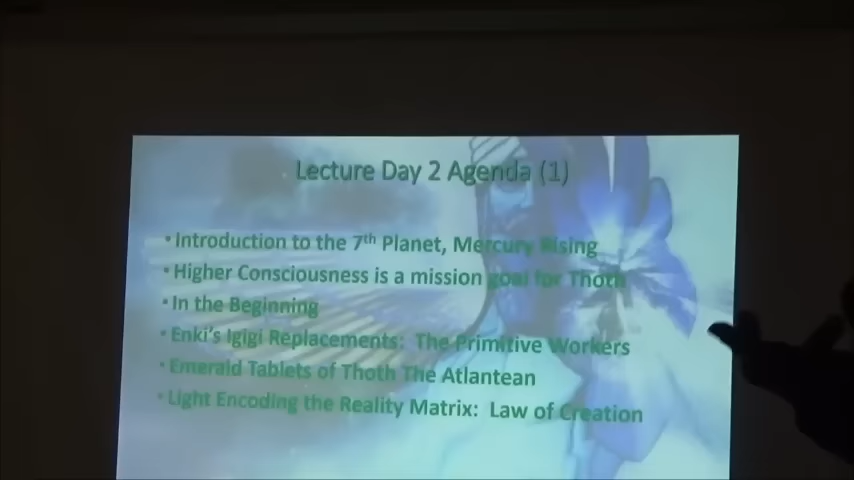 Lecture Day 2 Agenda (1)
• Introduction to the 7th Planet, Mercury Rising
• Higher Consciousness is a mission goal for Thoth
• In the Beginning
• Enki's Igigi Replacements: The Primitive Workers
• Emerald Tablets of Thoth The Atlantean
• Light Encoding the Reality Matrix: Law of Creation